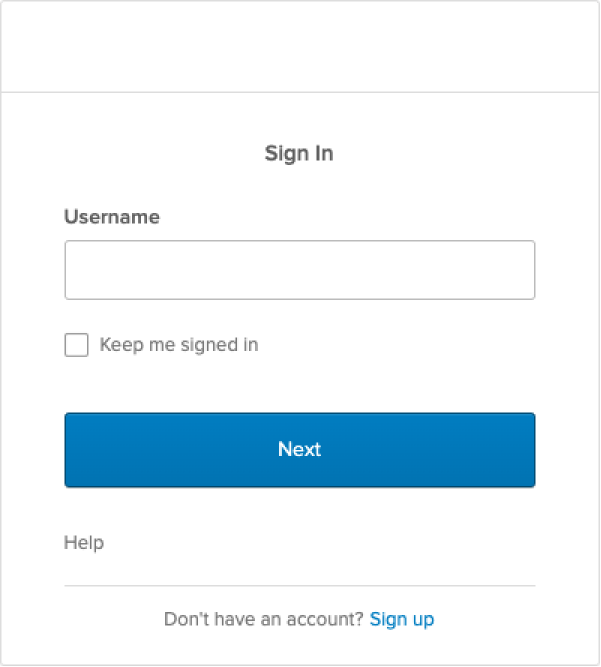 Sign In
Username
Keep me signed in
Next
Help
Don't have an account? Sign up